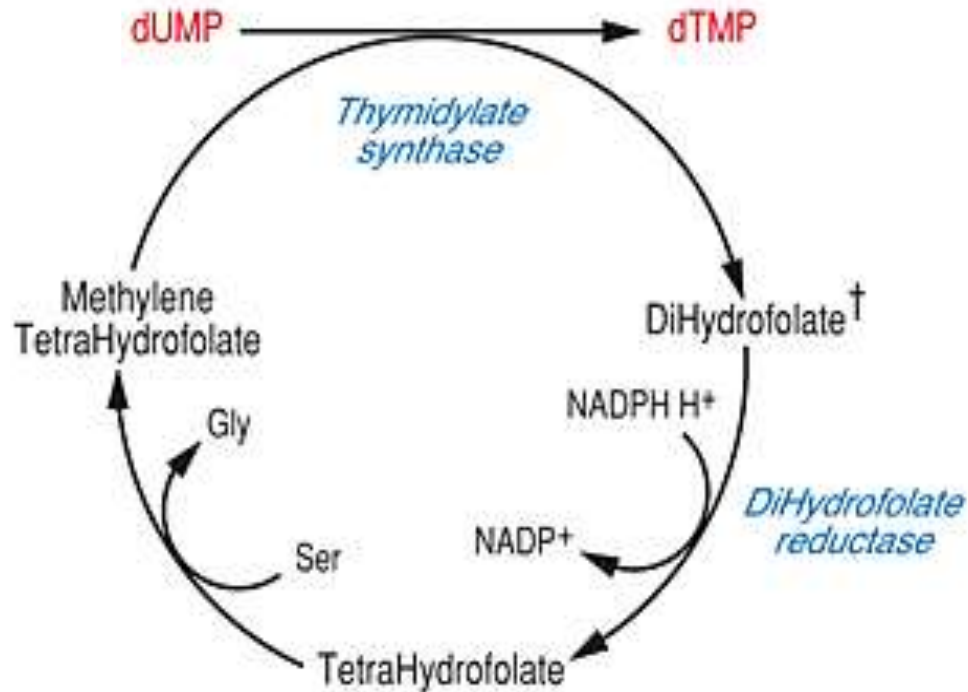 dUMP
dTMP
Thymidylate
synthase
Methylene
TetraHydrofolate
DiHydrofolate†
Gly
NADPH H+
Ser
NADP+
DiHydrofolate
reductase
TetraHydrofolate